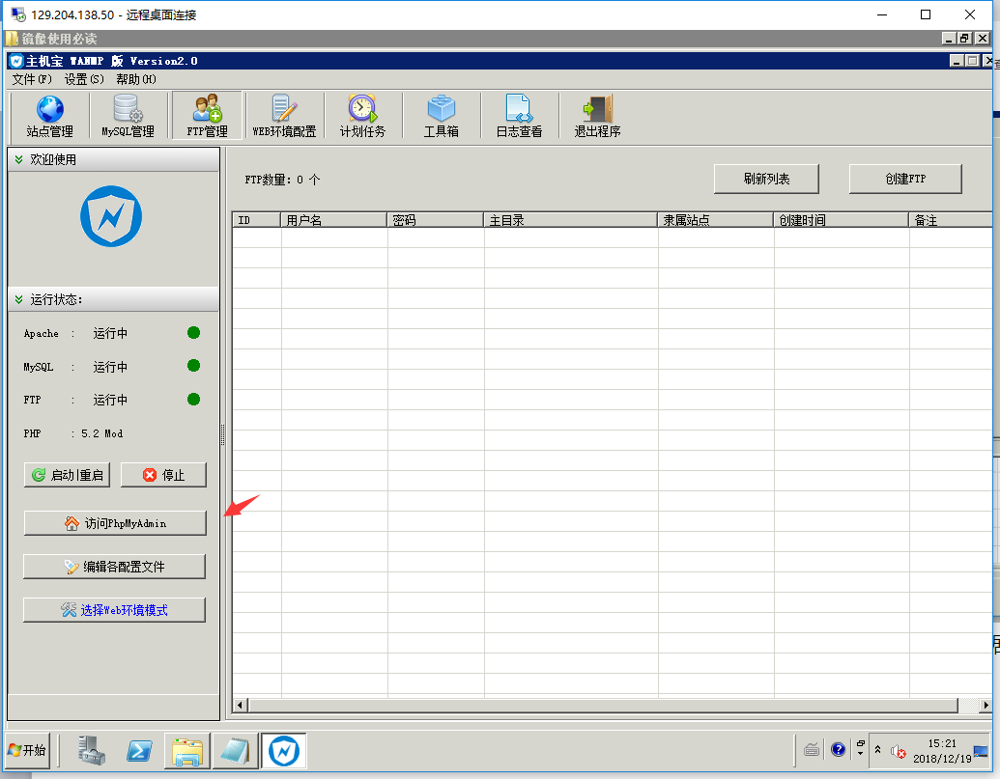 129.204.138.50 - 远程桌面连接
镜像使用必读
主机宝 WAMMP 版 Version2.0
文件(F) 设置(S) 帮助(H)
站点管理 MySQL管理 FTP管理 WEB环境配置 计划任务 工具箱 日志查看 退出程序
欢迎使用
FTP数量: 0 个 刷新列表 创建FTP
ID 用户名 密码 主目录 隶属站点 创建时间 备注
运行状态:
Apache : 运行中
MySQL : 运行中
FTP : 运行中
PHP : 5.2 Mod
启动|重启 停止
访问PhpMyAdmin
编辑各配置文件
选择Web环境模式
开始
15:21
2018/12/19